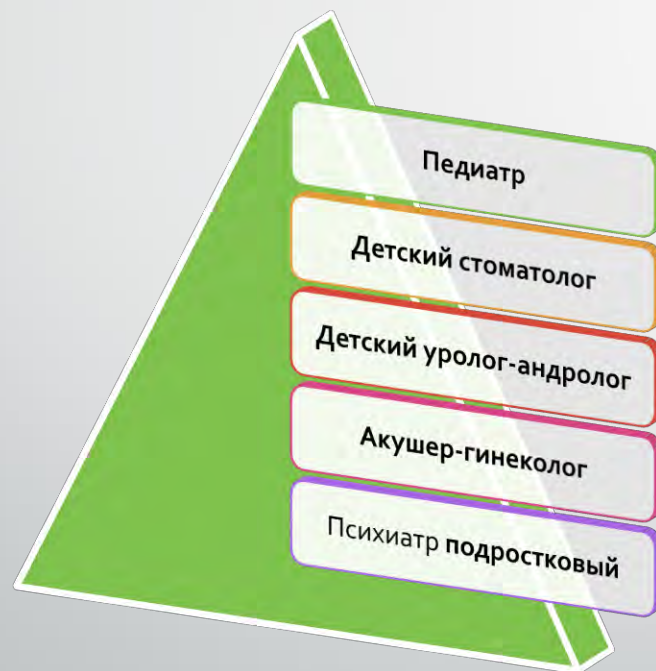 Педиатр
Детский стоматолог
Детский уролог-андролог
Акушер-гинеколог
Психиатр подростковый